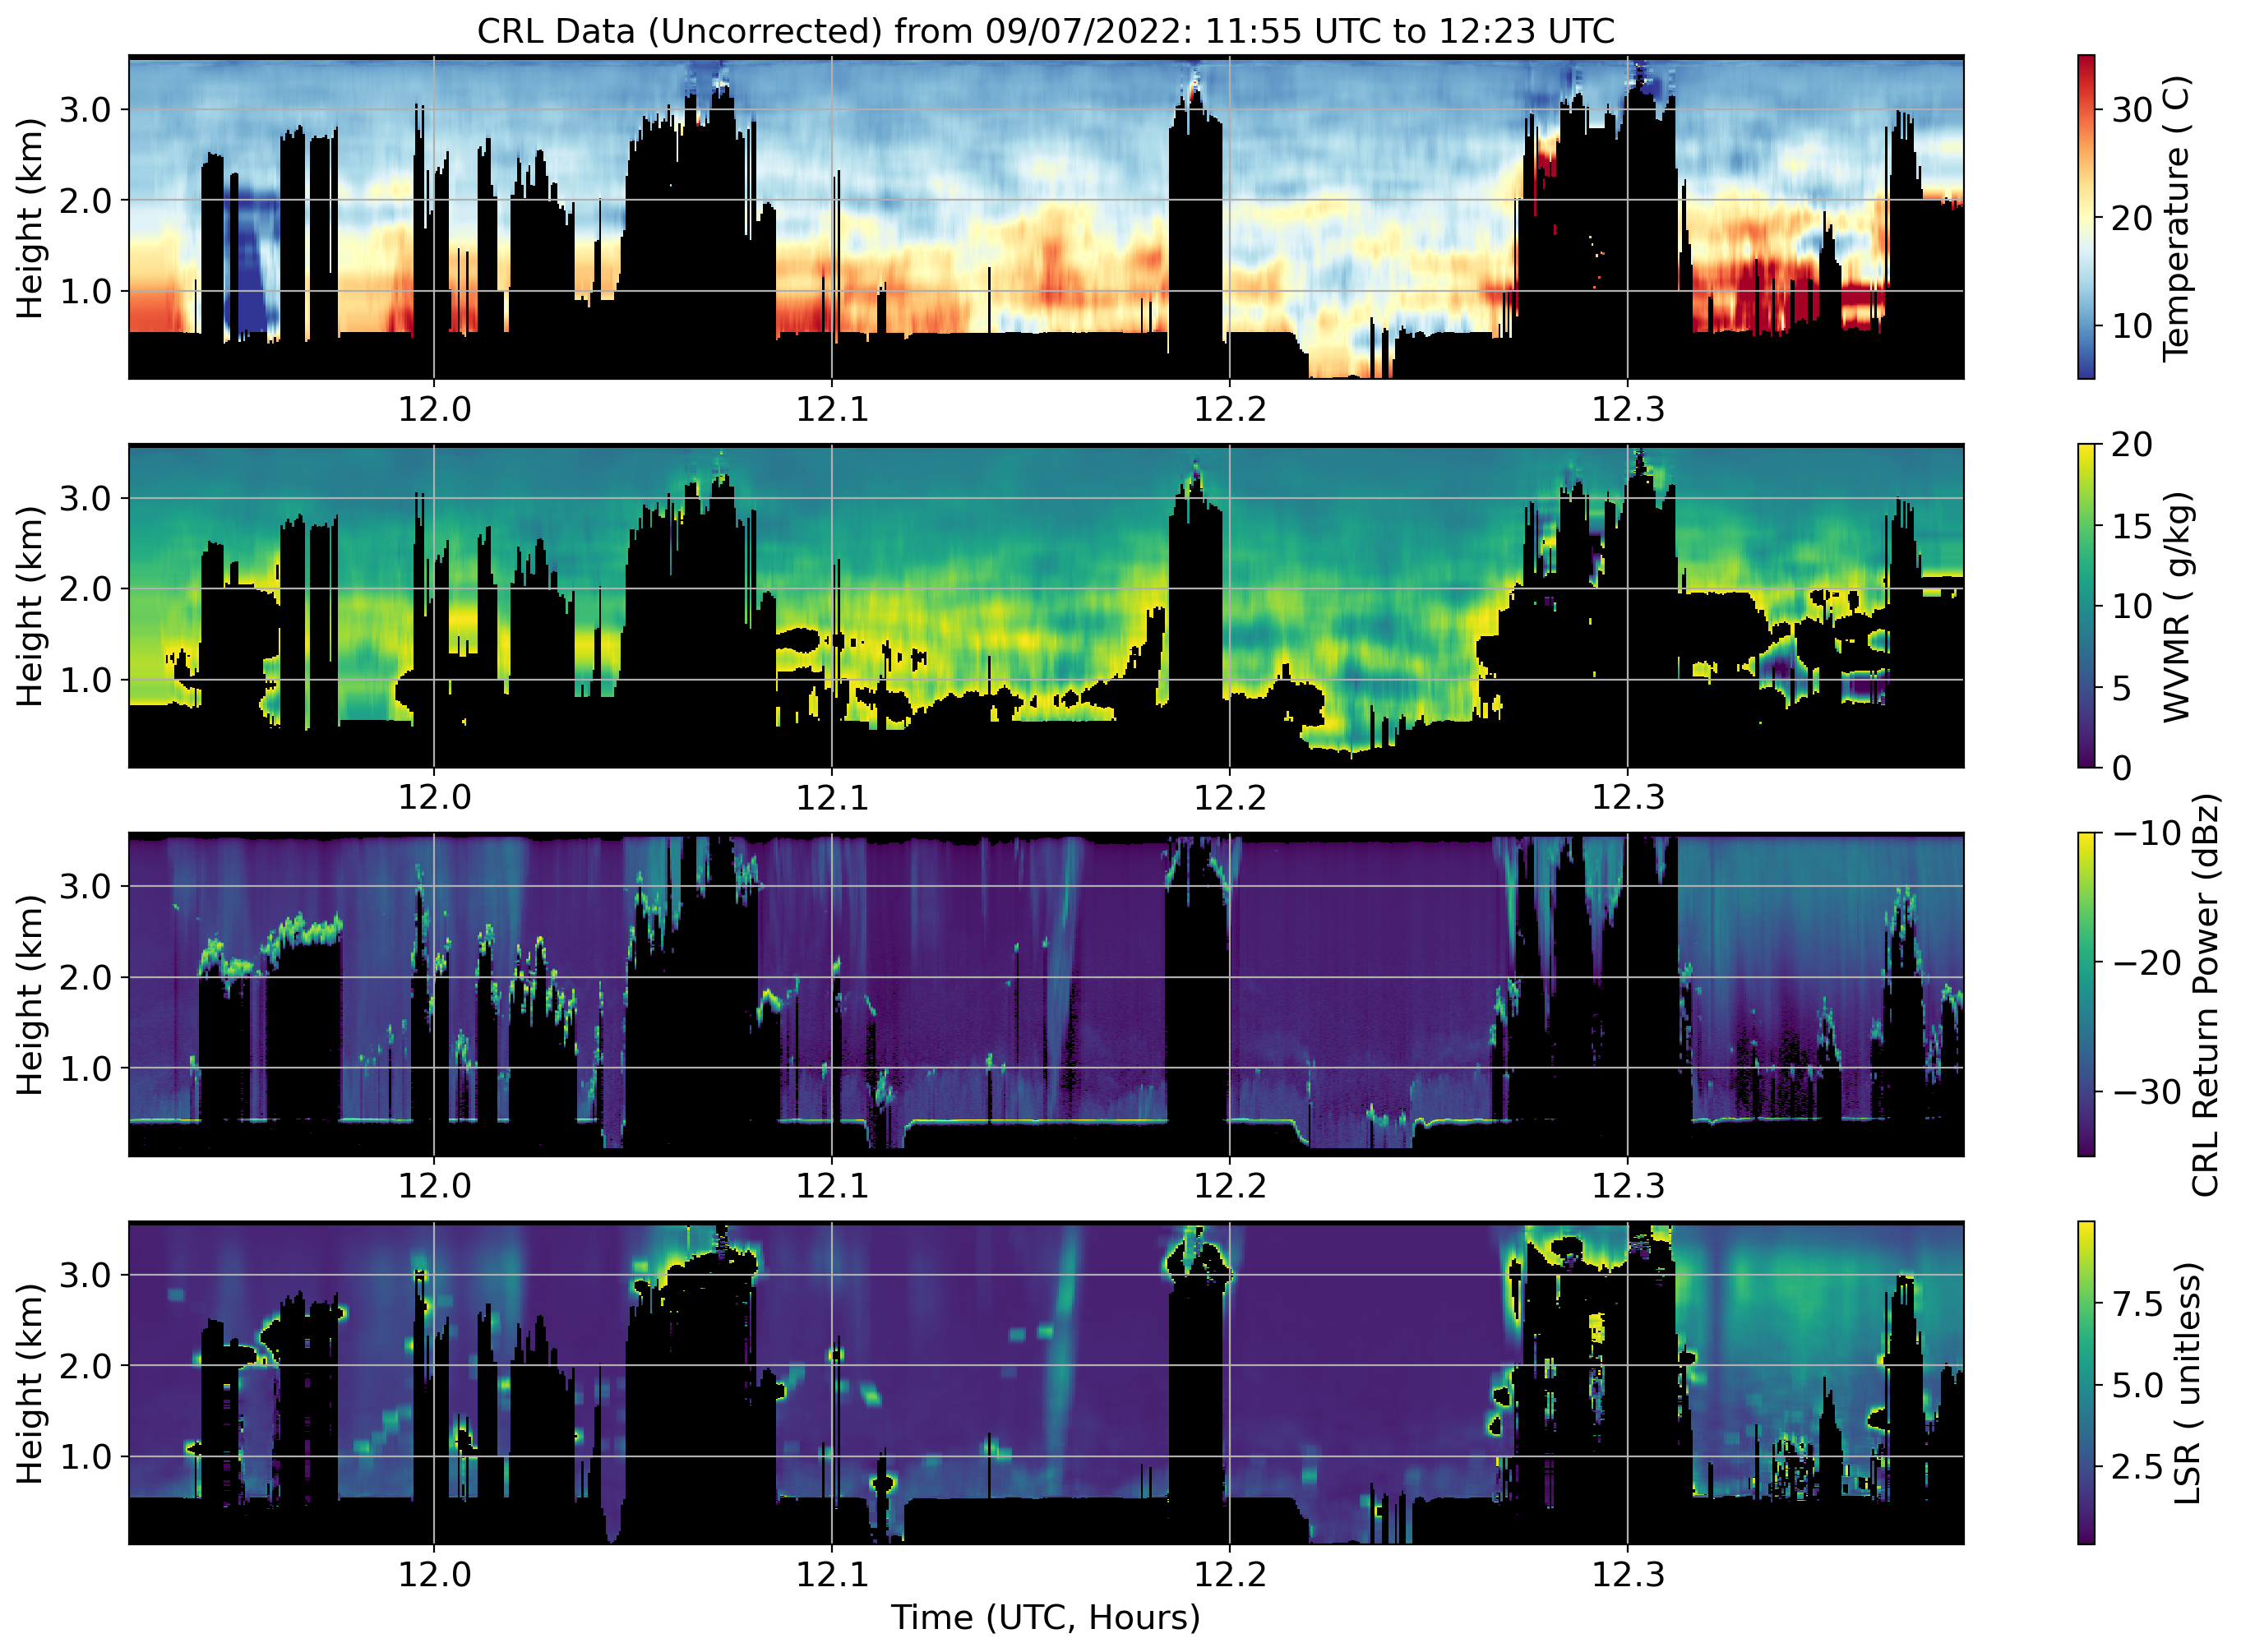 CRL Data (Uncorrected) from 09/07/2022: 11:55 UTC to 12:23 UTC
Height (km)
3.0
2.0
1.0
12.0 12.1 12.2 12.3
30
20
10
Temperature ( C)
Height (km)
3.0
2.0
1.0
12.0 12.1 12.2 12.3
20
15
10
5
0
WVMR ( g/kg)
Height (km)
3.0
2.0
1.0
12.0 12.1 12.2 12.3
−10
−20
−30
CRL Return Power (dBz)
Height (km)
3.0
2.0
1.0
12.0 12.1 12.2 12.3
7.5
5.0
2.5
LSR ( unitless)
Time (UTC, Hours)